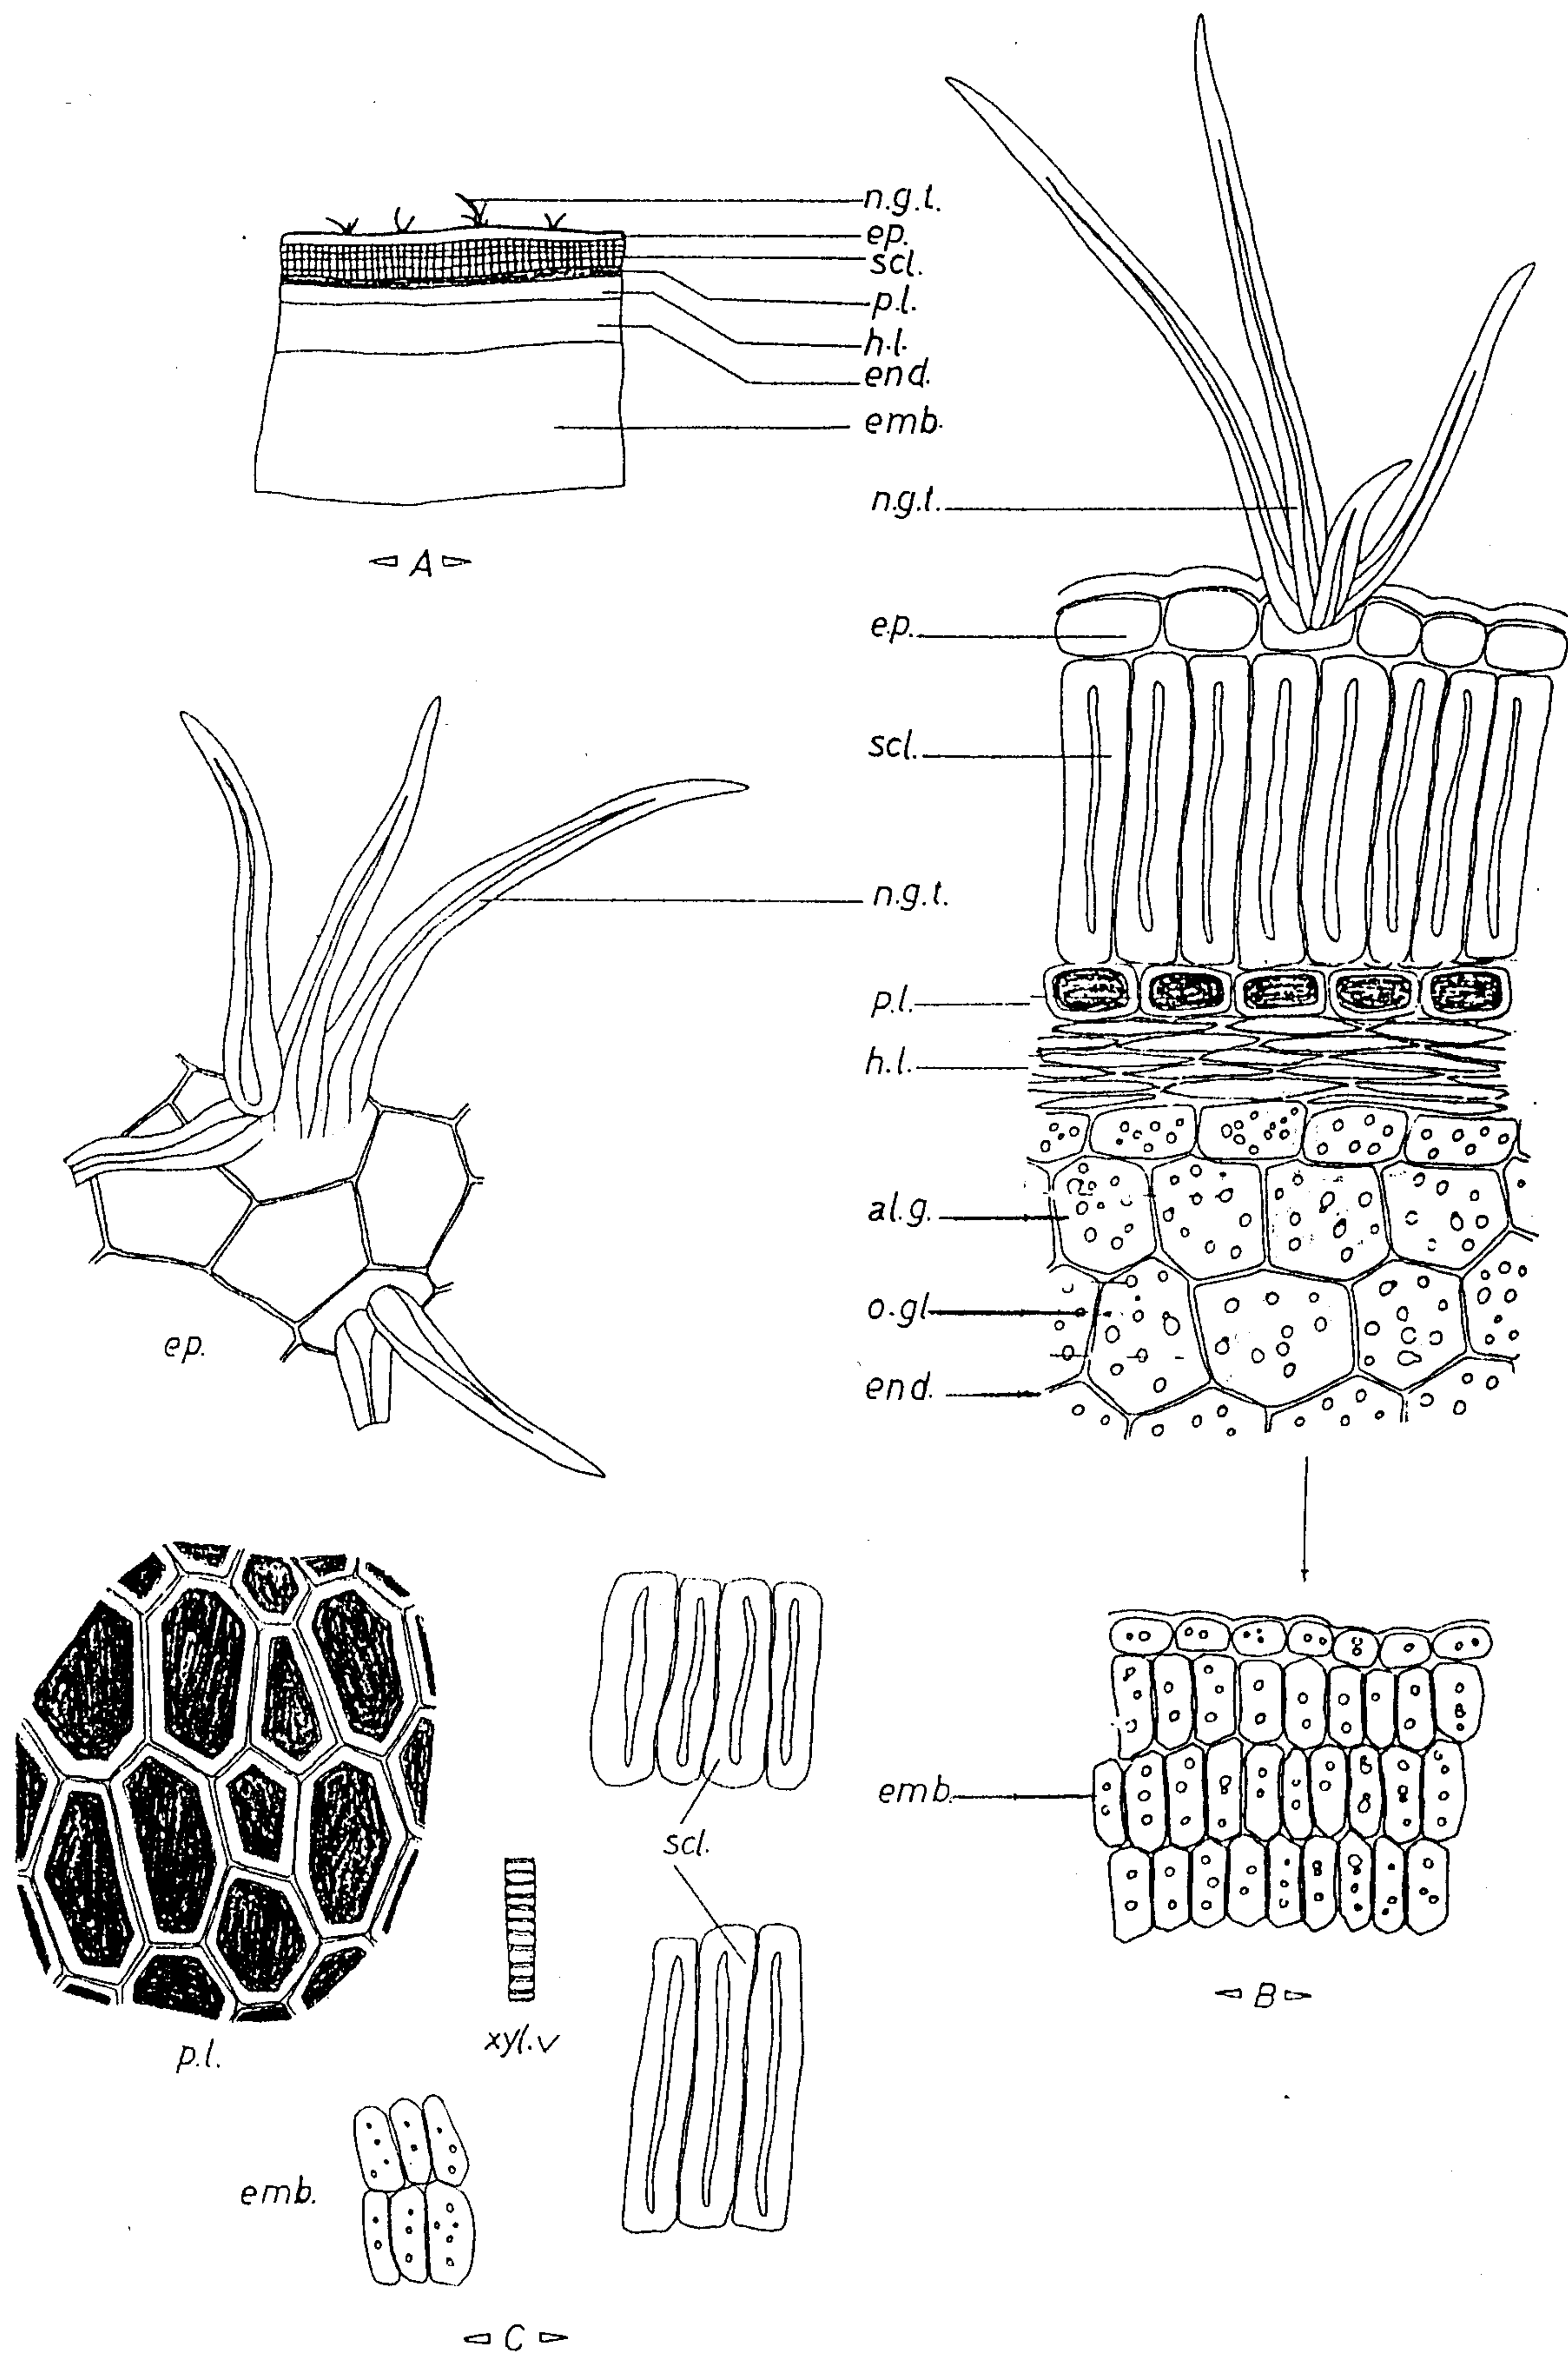 n.g.t.
ep.
scl.
p.l.
h.l.
end.
emb.
A
n.g.t.
e.p.
scl.
n.g.t.
p.l.
h.l.
al.g.
o.gl
end.
ep.
emb.
B
scl.
xyl.v
p.l.
emb.
C